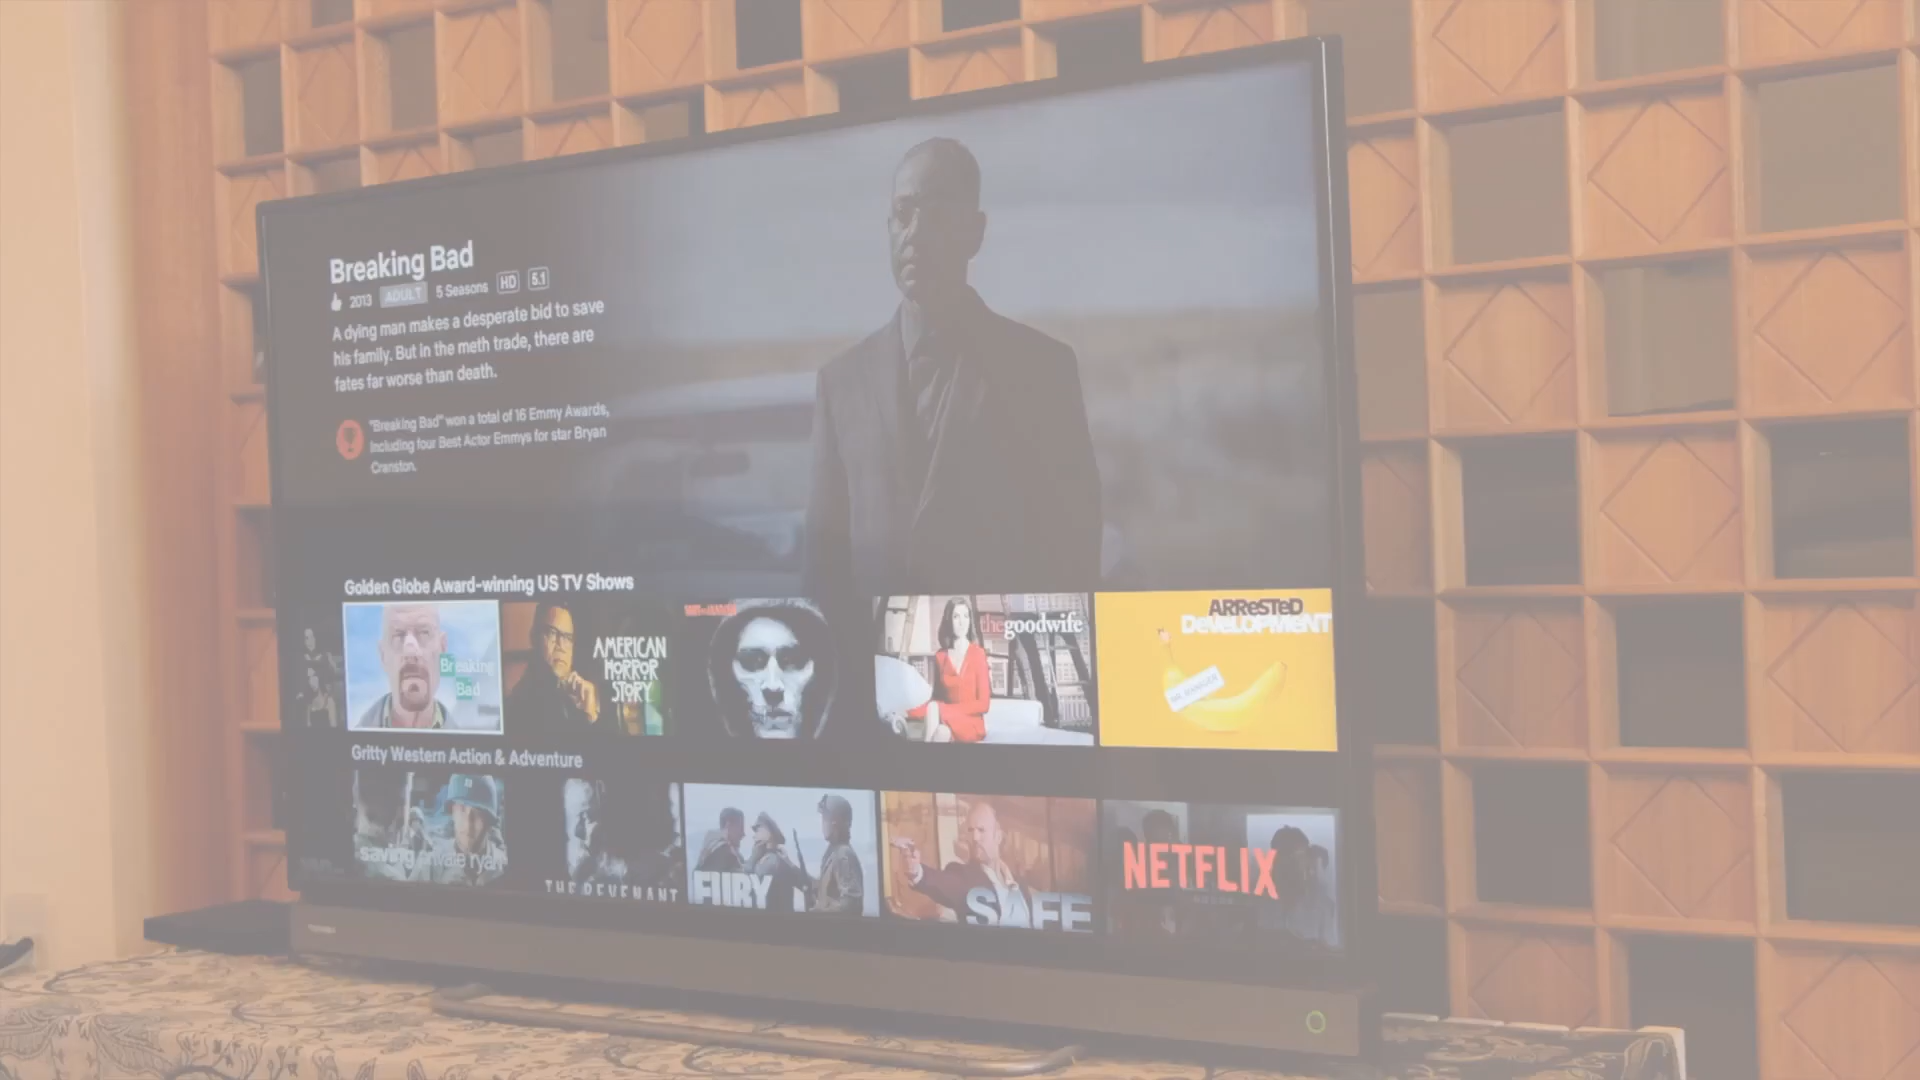 Breaking Bad
2013 ADULT 5 Seasons HD 5.1
A dying man makes a desperate bid to save
his family. But in the meth trade, there are
fates far worse than death.
"Breaking Bad" won a total of 16 Emmy Awards,
including four Best Actor Emmys for star Bryan
Cranston.
Golden Globe Award-winning US TV Shows
Breaking
Bad
AMERICAN
HORROR
STORY
thegoodwife
ARReSTeD
DeVeLOPMeNT
MR. MANAGER
Gritty Western Action & Adventure
saving private ryan
THE REVENANT
FURY
SAFE
NETFLIX
TOSHIBA